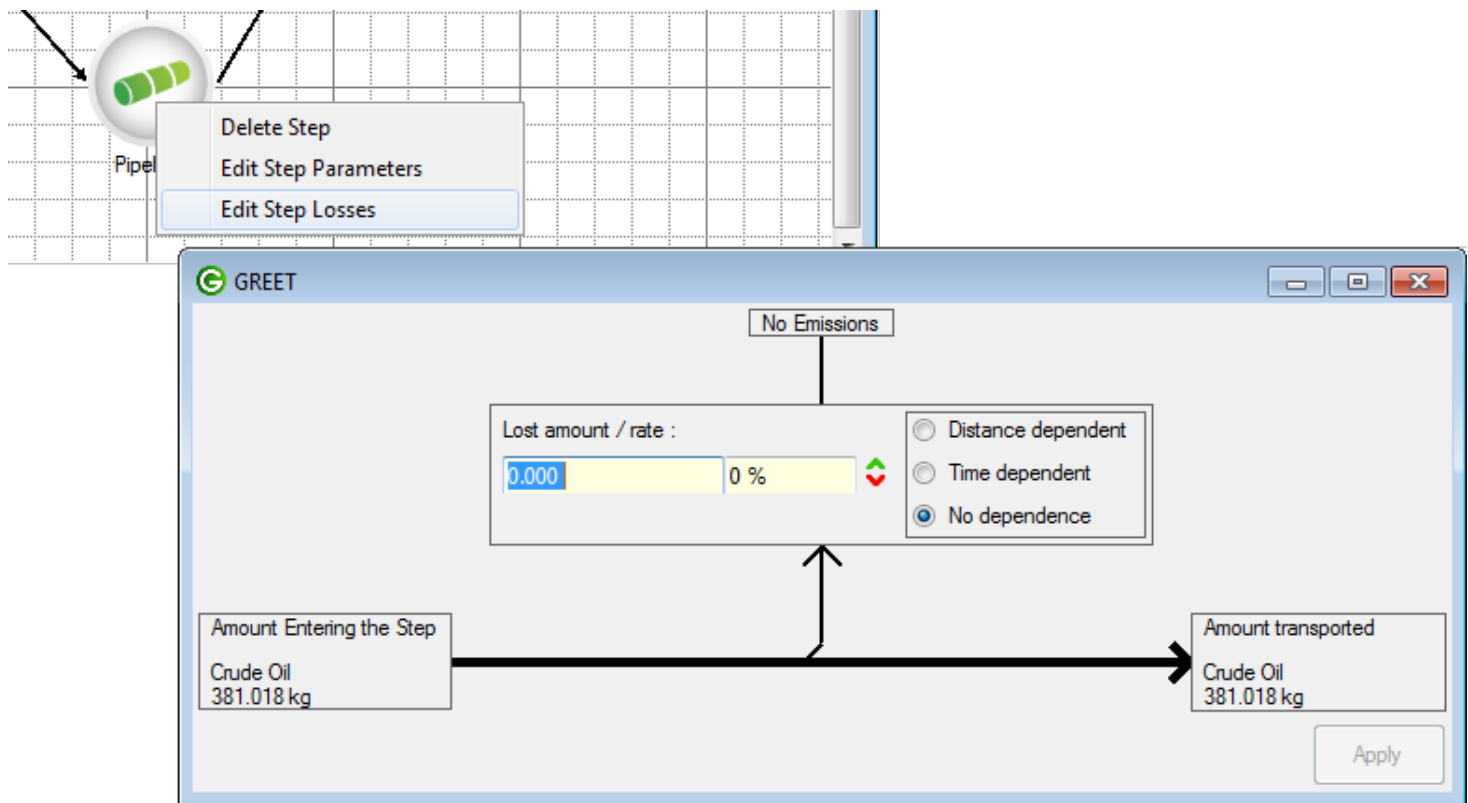 Pipel
Delete Step
Edit Step Parameters
Edit Step Losses
GREET
No Emissions
Lost amount / rate :
0.000 0 %
Distance dependent
Time dependent
No dependence
Amount Entering the Step
Crude Oil
381.018 kg
Amount transported
Crude Oil
381.018 kg
Apply